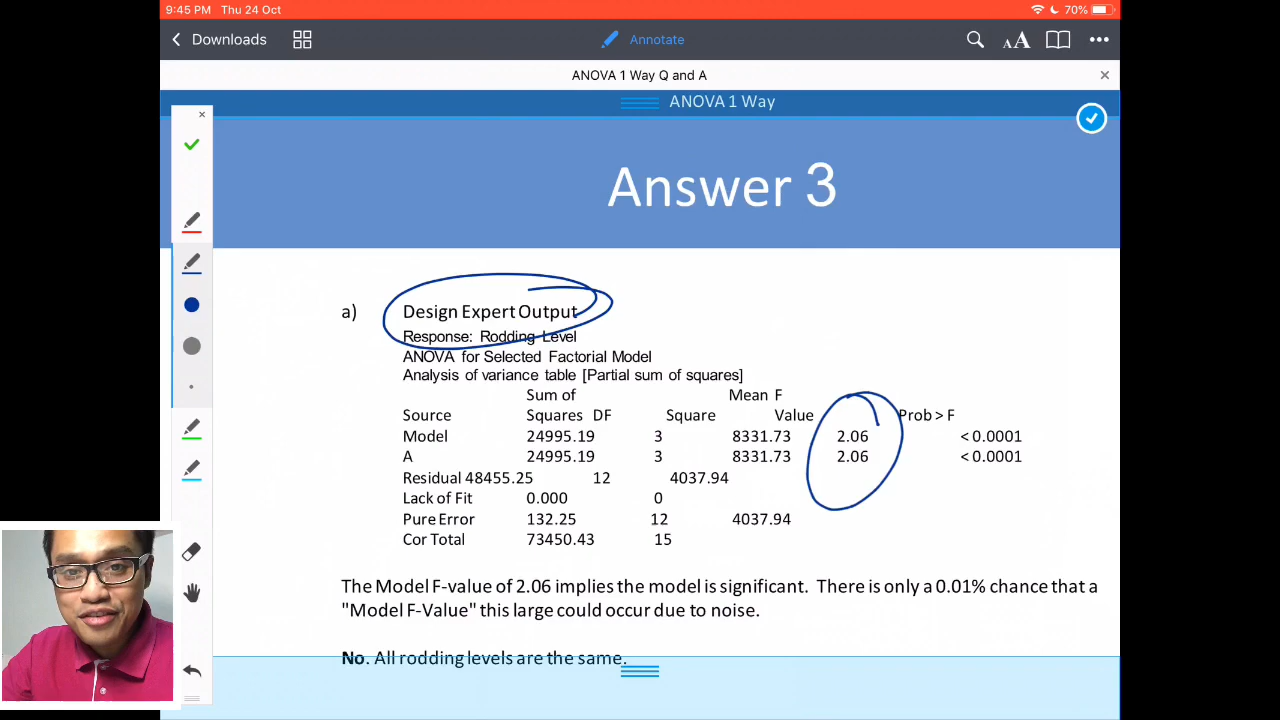 9:45 PM Thu 24 Oct 70%
Downloads Annotate AA
ANOVA 1 Way Q and A
ANOVA 1 Way
Answer 3
a) Design Expert Output
Response: Rodding Level
ANOVA for Selected Factorial Model
Analysis of variance table [Partial sum of squares]
Sum of Mean F
Source Squares DF Square Value Prob > F
Model 24995.19 3 8331.73 2.06 < 0.0001
A 24995.19 3 8331.73 2.06 < 0.0001
Residual 48455.25 12 4037.94
Lack of Fit 0.000 0
Pure Error 132.25 12 4037.94
Cor Total 73450.43 15
The Model F-value of 2.06 implies the model is significant. There is only a 0.01% chance that a
"Model F-Value" this large could occur due to noise.
No. All rodding levels are the same.